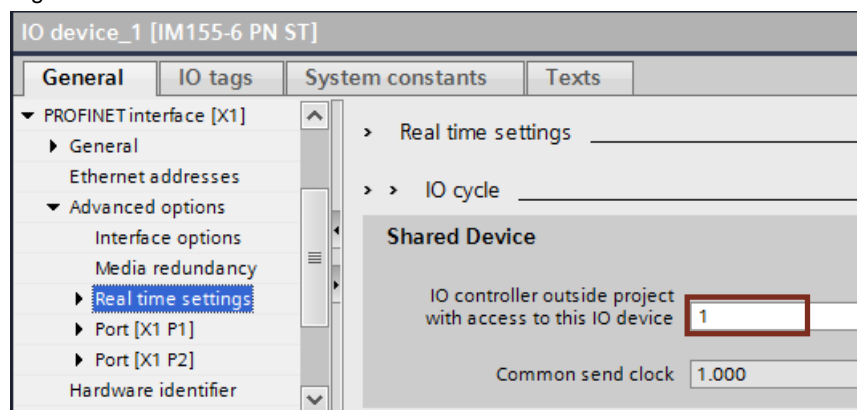 IO device_1 [IM155-6 PN ST]
General IO tags System constants Texts
PROFINET interface [X1]
General
Ethernet addresses
Advanced options
Interface options
Media redundancy
Real time settings
Port [X1 P1]
Port [X1 P2]
Hardware identifier
Real time settings
IO cycle
Shared Device
IO controller outside project
with access to this IO device 1
Common send clock 1.000